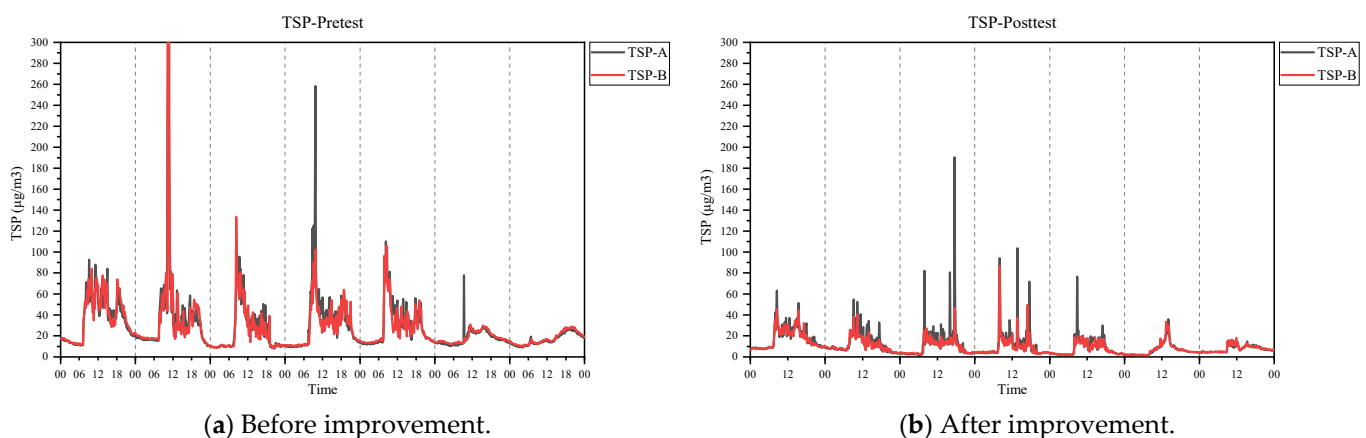 TSP-Pretest
TSP-A
TSP-B
300
280
260
240
220
200
180
160
140
120
100
80
60
40
20
0
TSP (μg/m3)
00 06 12 18 00 06 12 18 00 06 12 18 00 06 12 18 00 06 12 18 00 06 12 18 00 06 12 18 00
Time
(a) Before improvement.
TSP-Posttest
TSP-A
TSP-B
300
280
260
240
220
200
180
160
140
120
100
80
60
40
20
0
TSP (μg/m3)
00 12 00 12 00 12 00 12 00 12 00 12 00 12 00
Time
(b) After improvement.